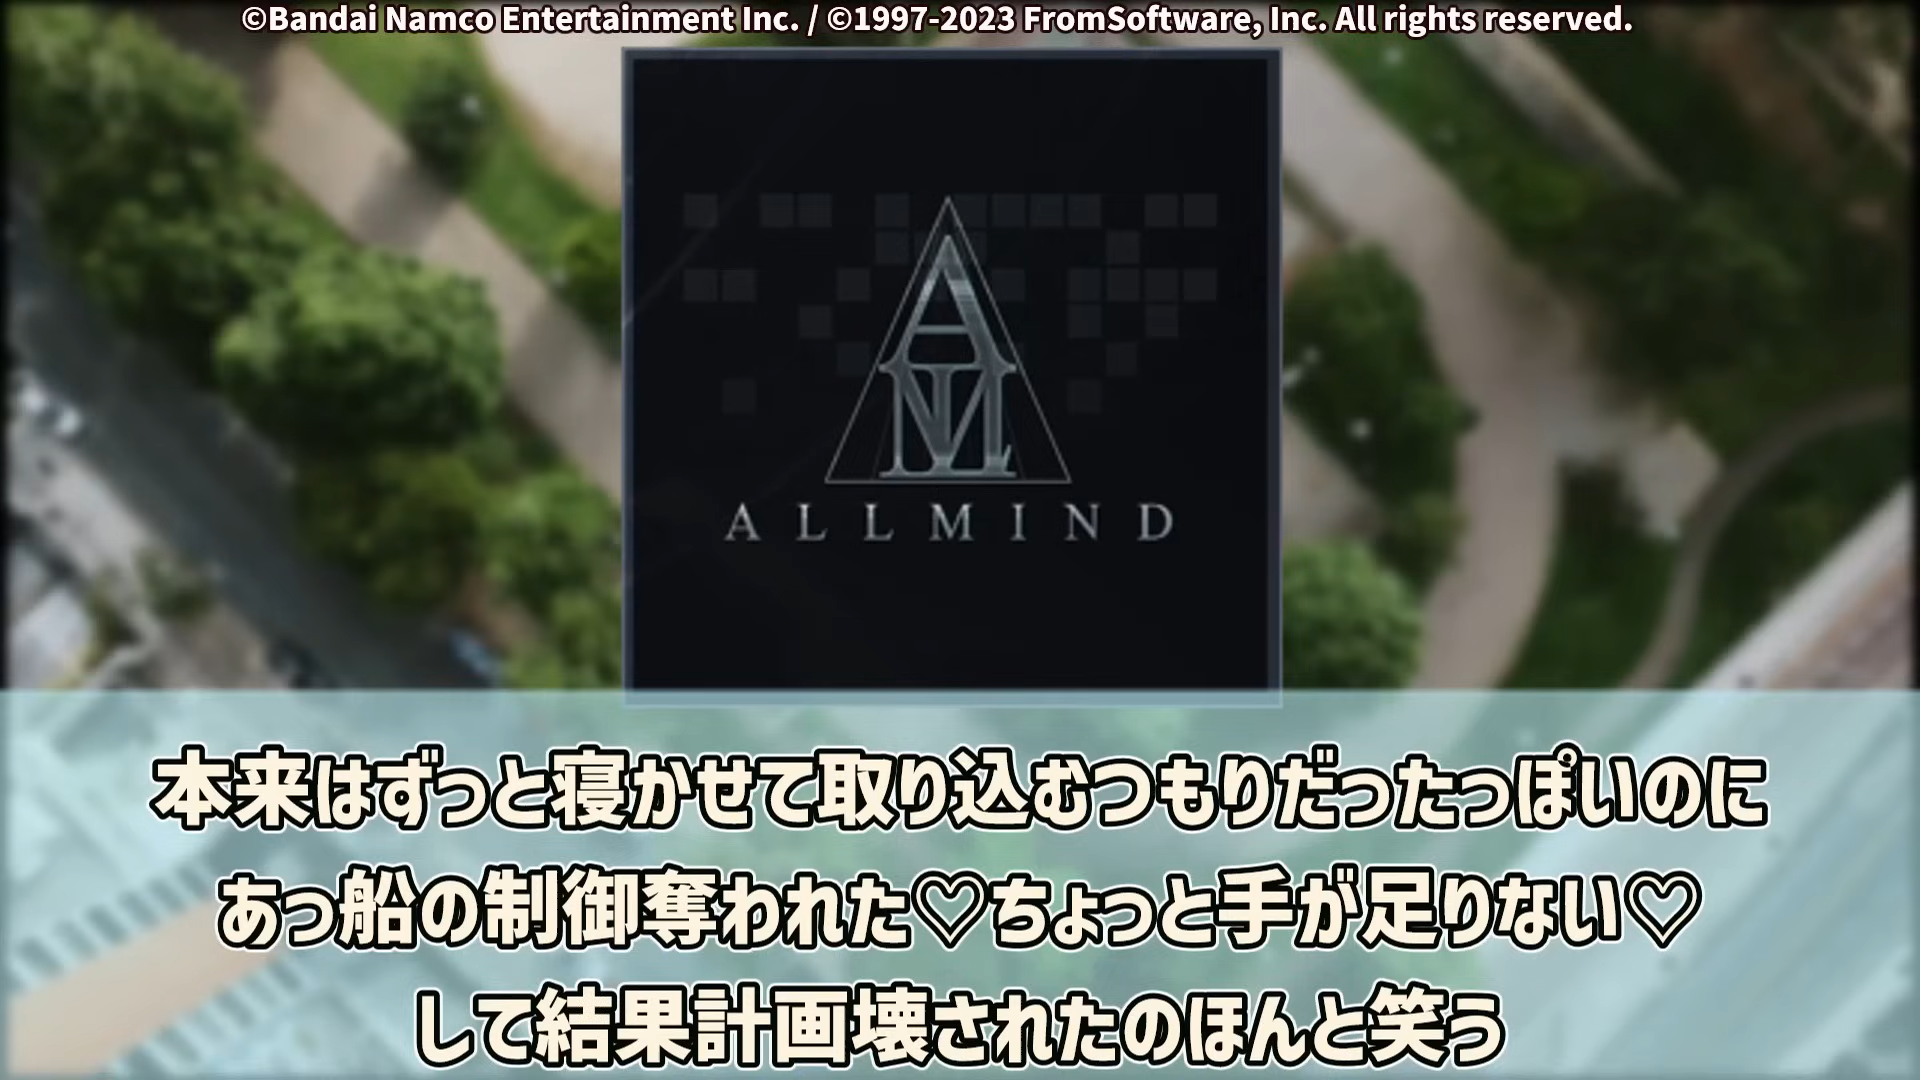 ©Bandai Namco Entertainment Inc. / ©1997-2023 FromSoftware, Inc. All rights reserved.
ALLMIND
本来はずっと寝かせて取り込むつもりだったっぽいのに
あっ船の制御奪われた♡ちょっと手が足りない♡
して結果計画壊されたのほんと笑う